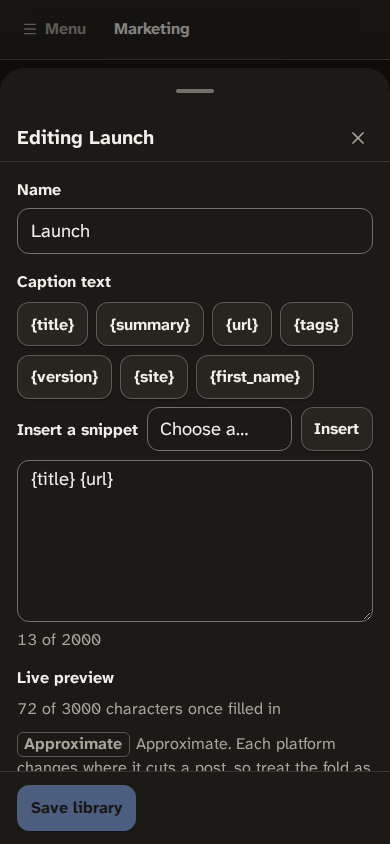 ☰ Menu Marketing
Editing Launch
Name
Launch
Caption text
{title} {summary} {url} {tags}
{version} {site} {first_name}
Insert a snippet Choose a... Insert
{title} {url}
13 of 2000
Live preview
72 of 3000 characters once filled in
Approximate Approximate. Each platform
changes where it cuts a post, so treat the fold as
Save library